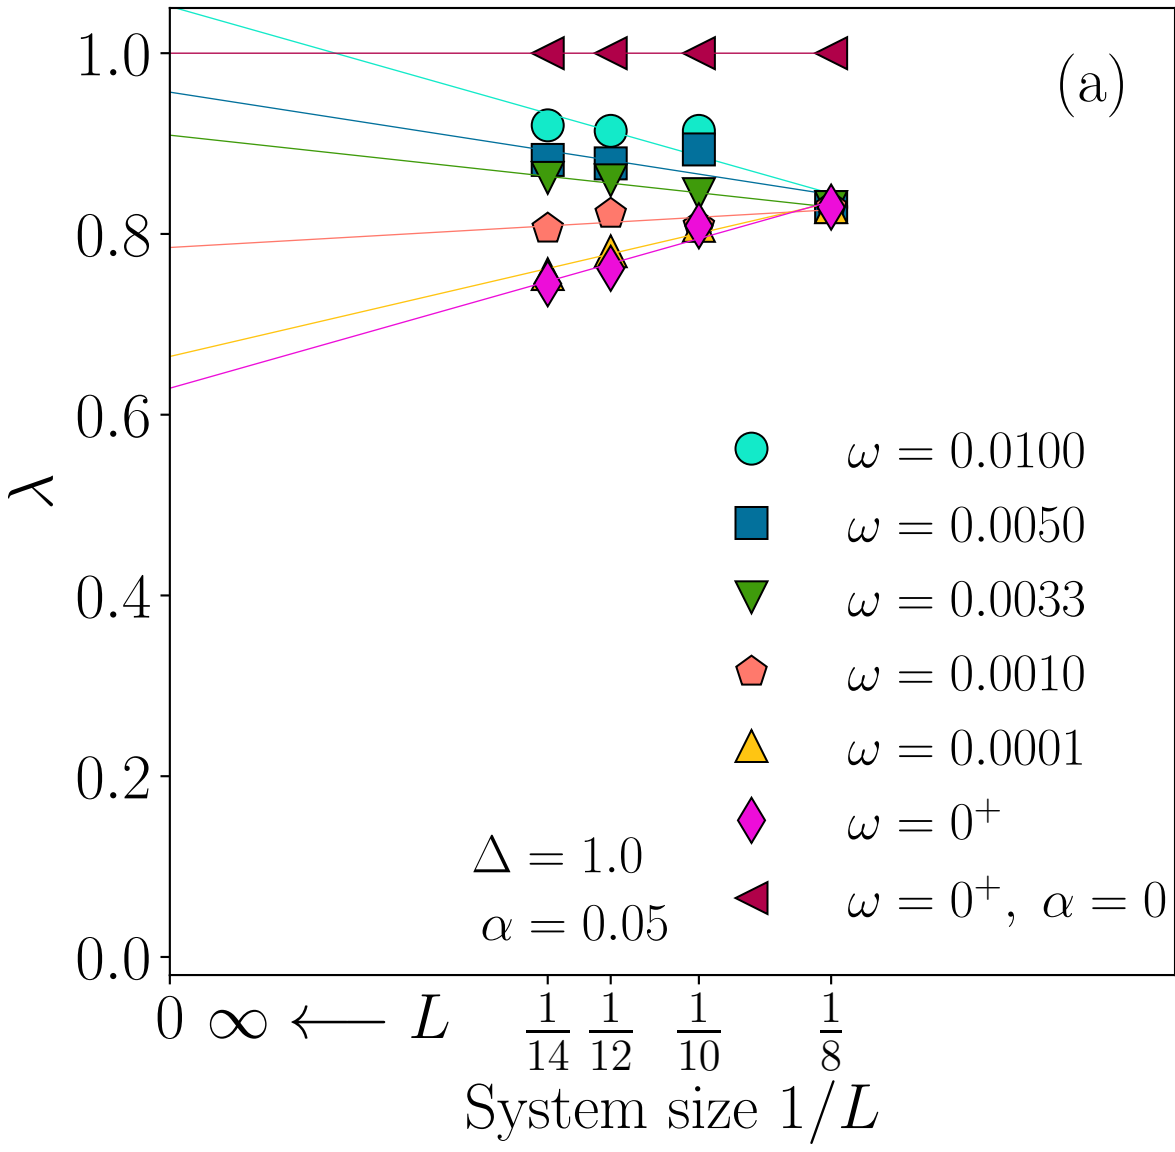 (a)
1.0
0.8
0.6
0.4
0.2
0.0
λ
ω = 0.0100
ω = 0.0050
ω = 0.0033
ω = 0.0010
ω = 0.0001
ω = 0⁺
ω = 0⁺, α = 0
Δ = 1.0
α = 0.05
0 ∞ ⟵ L 1/14 1/12 1/10 1/8
System size 1/L